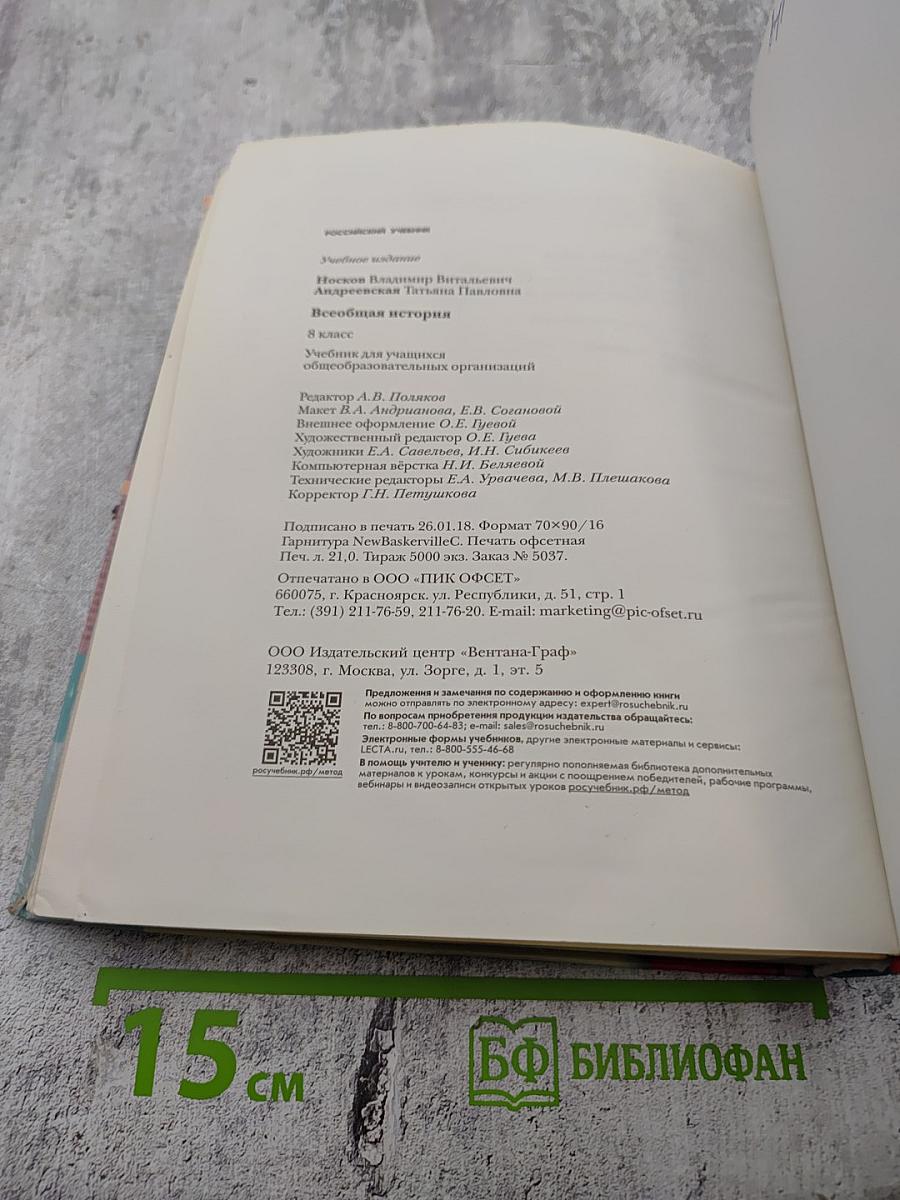 РОССИЙСКИЙ УЧЕБНИК
Учебное издание
Носков Владимир Витальевич
Андреевская Татьяна Павловна
Всеобщая история
8 класс
Учебник для учащихся
общеобразовательных организаций
Редактор А.В. Поляков
Макет В.А. Андрианова, Е.В. Согановой
Внешнее оформление О.Е. Гуевой
Художественный редактор О.Е. Гуева
Художники Е.А. Савельев, И.Н. Сибикеев
Компьютерная вёрстка Н.И. Беляевой
Технические редакторы Е.А. Урвачева, М.В. Плешакова
Корректор Г.Н. Петушкова
Подписано в печать 26.01.18. Формат 70×90/16
Гарнитура NewBaskervilleC. Печать офсетная
Печ. л. 21,0. Тираж 5000 экз. Заказ № 5037.
Отпечатано в ООО «ПИК ОФСЕТ»
660075, г. Красноярск. ул. Республики, д. 51, стр. 1
Тел.: (391) 211-76-59, 211-76-20. E-mail: marketing@pic-ofset.ru
ООО Издательский центр «Вентана-Граф»
123308, г. Москва, ул. Зорге, д. 1, эт. 5
Предложения и замечания по содержанию и оформлению книги
можно отправлять по электронному адресу: expert@rosuchebnik.ru
По вопросам приобретения продукции издательства обращайтесь:
тел.: 8-800-700-64-83; e-mail: sales@rosuchebnik.ru
Электронные формы учебников, другие электронные материалы и сервисы:
LECTA.ru, тел.: 8-800-555-46-68
В помощь учителю и ученику: регулярно пополняемая библиотека дополнительных
материалов к урокам, конкурсы и акции с поощрением победителей, рабочие программы,
вебинары и видеозаписи открытых уроков росучебник.рф/метод
росучебник.рф/метод
15 см
БФ БИБЛИОФАН